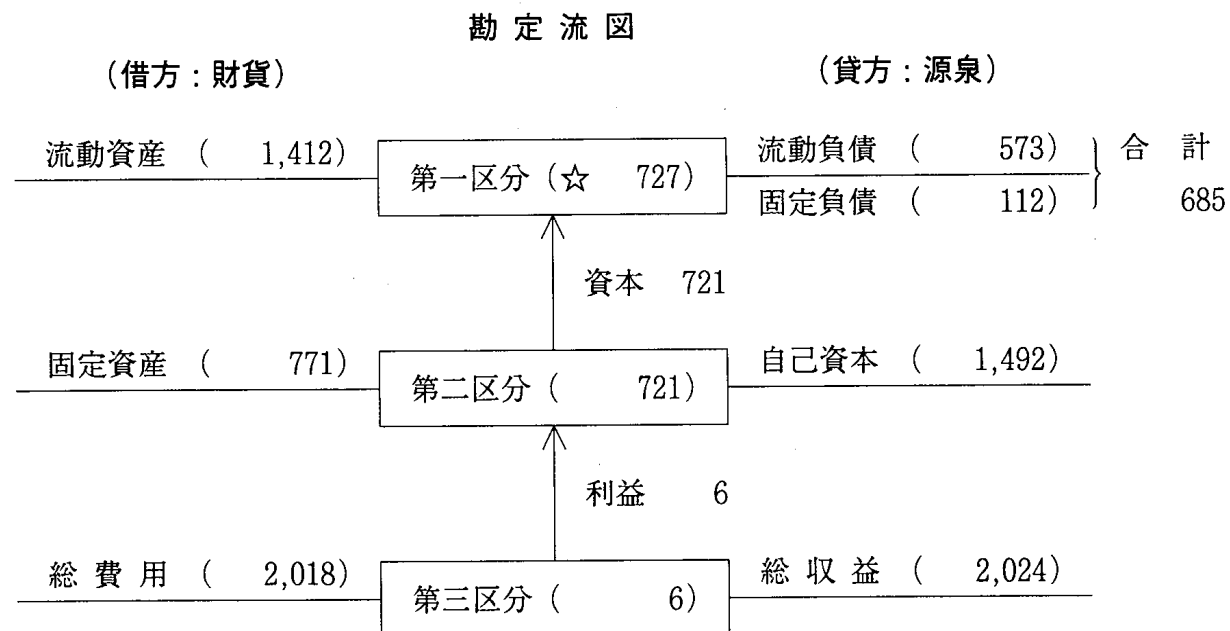 勘定流図
(借方:財貨) (貸方:源泉)
流動資産 ( 1,412) 第一区分 (☆ 727) 流動負債 ( 573) 合計
固定負債 ( 112) 685
資本 721
固定資産 ( 771) 第二区分 ( 721) 自己資本 ( 1,492)
利益 6
総費用 ( 2,018) 第三区分 ( 6) 総収益 ( 2,024)